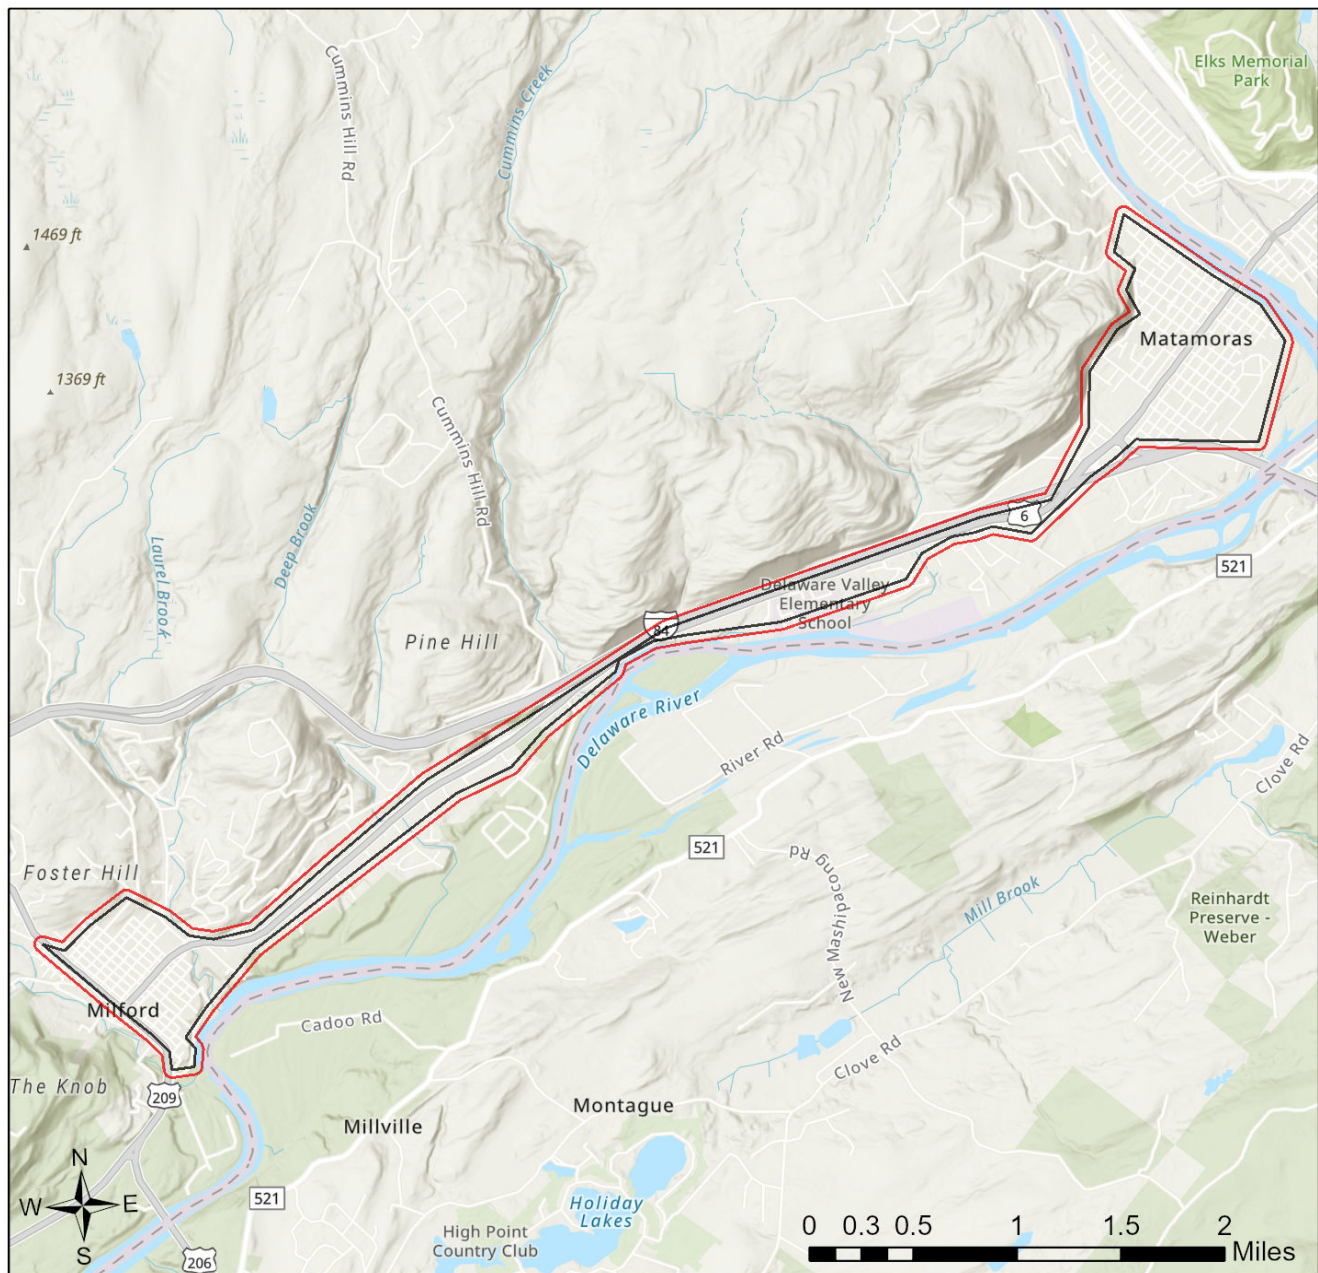 Elks Memorial
Park
Cummins Hill Rd
Cummins Creek
1469 ft
Matamoras
1369 ft
Cummins Hill Rd
Laurel Brook
Deep Brook
6
521
Delaware Valley
Elementary
School
84
Pine Hill
Delaware River
River Rd
Clove Rd
521
New Mashipacong Rd
Foster Hill
Mill Brook
Reinhardt
Preserve -
Weber
Milford
Cadoo Rd
Clove Rd
The Knob
209
Montague
Millville
N
W
E
S
521
Holiday
Lakes
High Point
Country Club
206
0 0.3 0.5 1 1.5 2
Miles